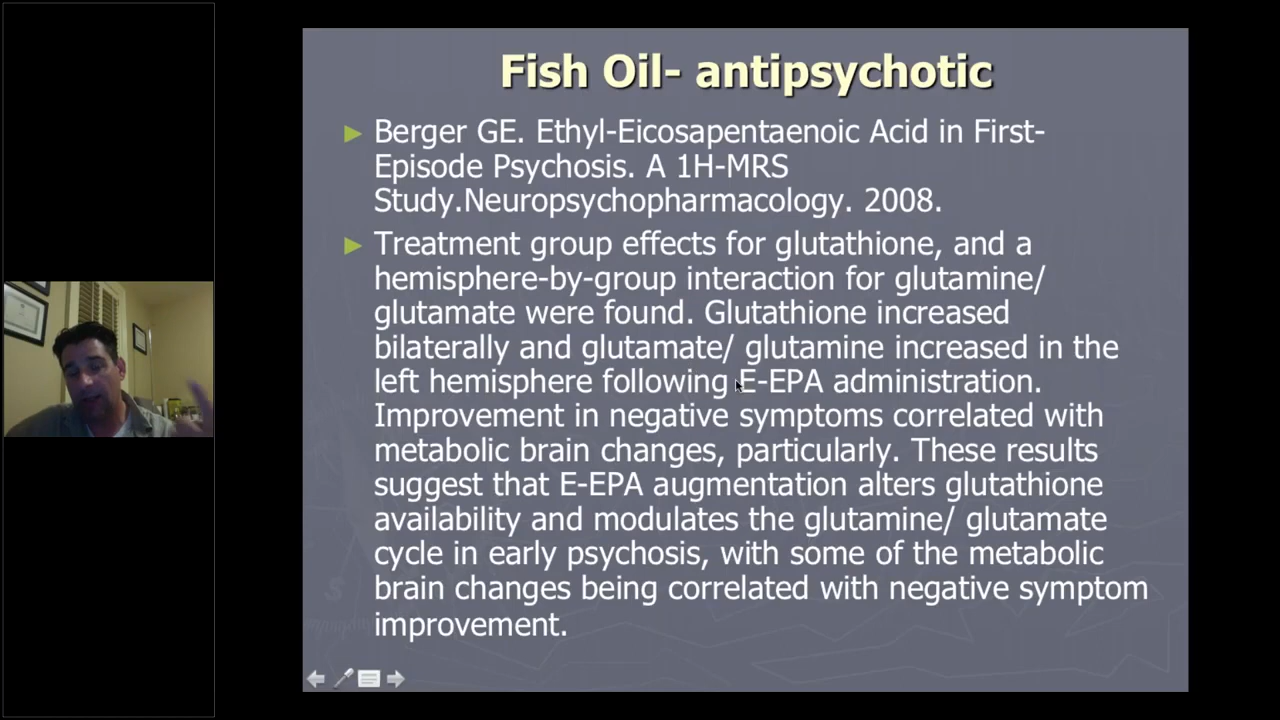 Fish Oil- antipsychotic
Berger GE. Ethyl-Eicosapentaenoic Acid in First-
Episode Psychosis. A 1H-MRS
Study.Neuropsychopharmacology. 2008.
Treatment group effects for glutathione, and a
hemisphere-by-group interaction for glutamine/
glutamate were found. Glutathione increased
bilaterally and glutamate/ glutamine increased in the
left hemisphere following E-EPA administration.
Improvement in negative symptoms correlated with
metabolic brain changes, particularly. These results
suggest that E-EPA augmentation alters glutathione
availability and modulates the glutamine/ glutamate
cycle in early psychosis, with some of the metabolic
brain changes being correlated with negative symptom
improvement.